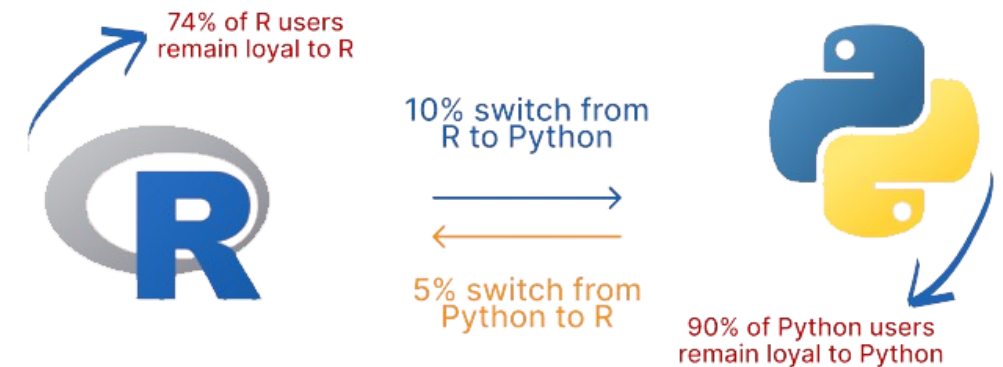 74% of R users
remain loyal to R
10% switch from
R to Python
R
5% switch from
Python to R
90% of Python users
remain loyal to Python